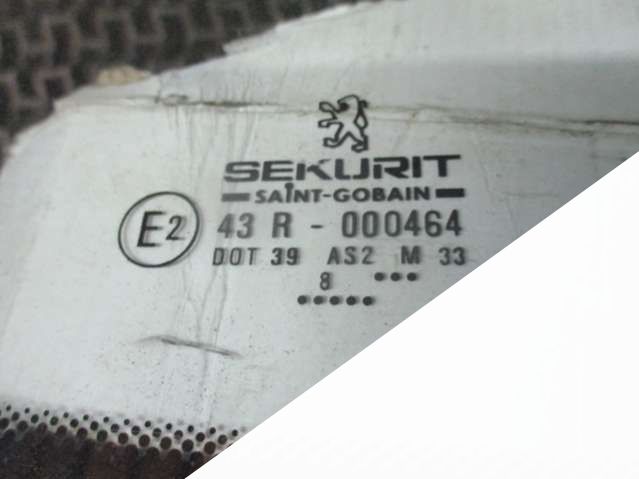 SEKURIT
SAINT-GOBAIN
E2 43 R - 000464
DOT 39 AS2 M 33
8 •••
•••••